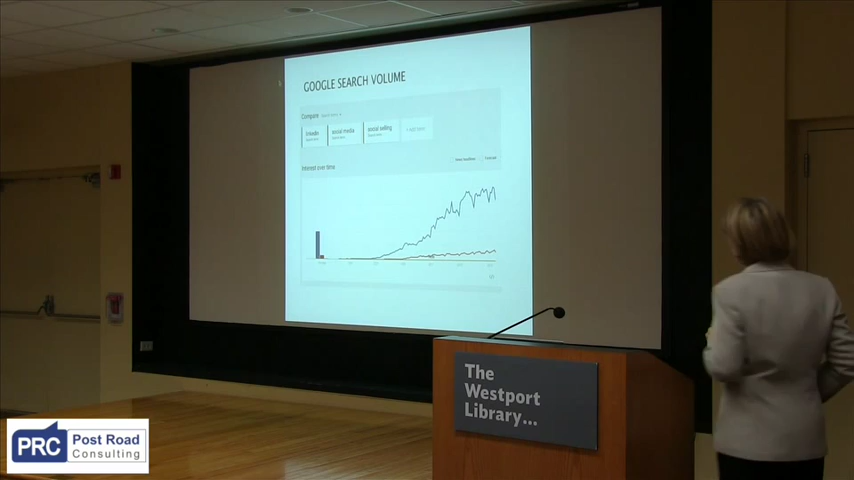 GOOGLE SEARCH VOLUME
Compare
linkedin
social media
social selling
Interest over time
The
Westport
Library...
PRC
Post Road
Consulting